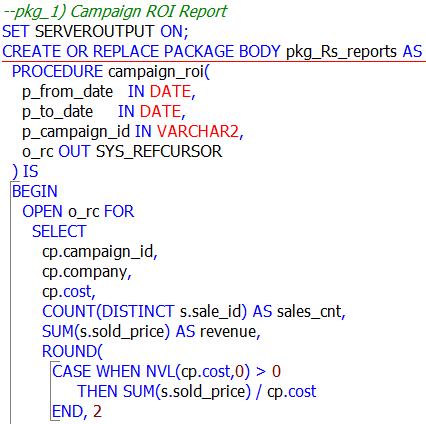 --pkg_1) Campaign ROI Report
SET SERVEROUTPUT ON;
CREATE OR REPLACE PACKAGE BODY pkg_Rs_reports AS
PROCEDURE campaign_roi(
p_from_date IN DATE,
p_to_date IN DATE,
p_campaign_id IN VARCHAR2,
o_rc OUT SYS_REFCURSOR
) IS
BEGIN
OPEN o_rc FOR
SELECT
cp.campaign_id,
cp.company,
cp.cost,
COUNT(DISTINCT s.sale_id) AS sales_cnt,
SUM(s.sold_price) AS revenue,
ROUND(
CASE WHEN NVL(cp.cost,0) > 0
THEN SUM(s.sold_price) / cp.cost
END, 2